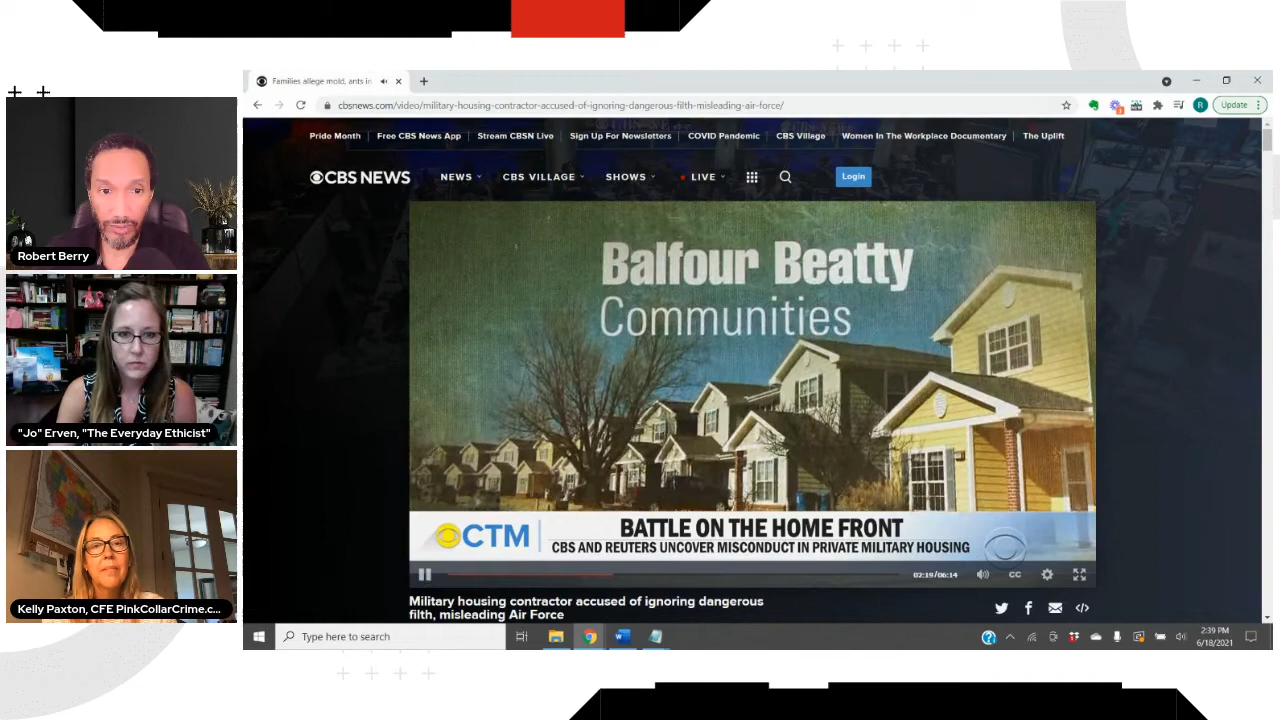 Robert Berry
"Jo" Erven, "The Everyday Ethicist"
Kelly Paxton, CFE PinkCollarCrime.c...
Families allege mold, ants in
cbsnews.com/video/military-housing-contractor-accused-of-ignoring-dangerous-filth-misleading-air-force/
R
Update
Pride Month
Free CBS News App
Stream CBSN Live
Sign Up For Newsletters
COVID Pandemic
CBS Village
Women In The Workplace Documentary
The Uplift
CBS NEWS
NEWS
CBS VILLAGE
SHOWS
LIVE
Login
Balfour Beatty
Communities
CTM
BATTLE ON THE HOME FRONT
CBS AND REUTERS UNCOVER MISCONDUCT IN PRIVATE MILITARY HOUSING
02:19/06:14
CC
Military housing contractor accused of ignoring dangerous
filth, misleading Air Force
Type here to search
2:39 PM
6/18/2021